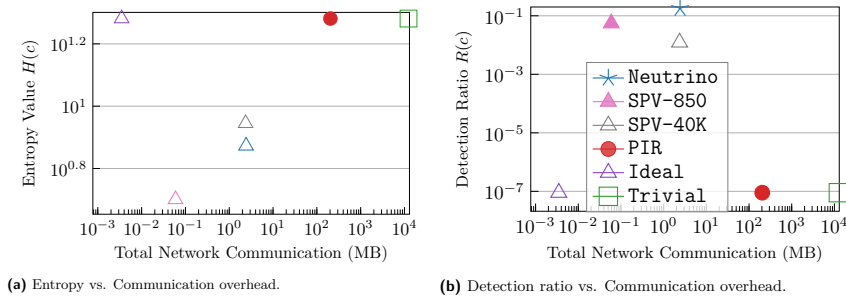 10^1.2
10^1
10^0.8
Entropy Value H(c)
10^−3 10^−2 10^−1 10^0 10^1 10^2 10^3 10^4
Total Network Communication (MB)
(a) Entropy vs. Communication overhead.
10^−1
10^−3
10^−5
10^−7
Detection Ratio R(c)
Neutrino
SPV-850
SPV-40K
PIR
Ideal
Trivial
10^−3 10^−2 10^−1 10^0 10^1 10^2 10^3 10^4
Total Network Communication (MB)
(b) Detection ratio vs. Communication overhead.